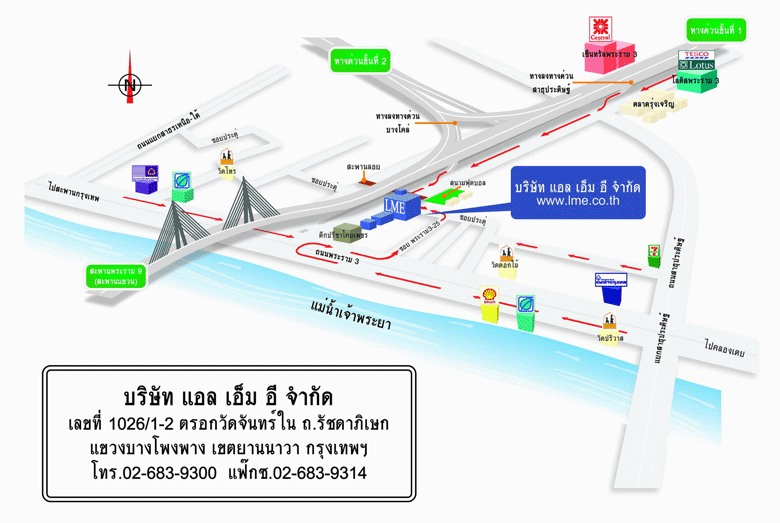 ทางด่วนขั้นที่ 1
ทางด่วนขั้นที่ 2
Central
เซ็นทรัลพระราม 3
TESCO
Lotus
โลตัสพระราม 3
ตลาดรุ่งเจริญ
ทางลงทางด่วน
สาธุประดิษฐ์
ทางลงทางด่วน
บางโคล่
N
ถนนแยกสาธรเหนือ-ใต้
ซอยประดู่
วัดไทร
ซอยประดู่
สะพานลอย
สนามฟุตบอล
บริษัท แอล เอ็ม อี จำกัด
www.lme.co.th
LME
ไปสะพานกรุงเทพ
ตึกปรีชาโคมเพชร
ซอย พระราม3-25
ซอยประดู่
ถนนพระราม 3
วัดดอกไม้
7
ถนนสาธุประดิษฐ์
สะพานพระราม 9
(สะพานแขวน)
แม่น้ำเจ้าพระยา
วัดปริวาส
ไปคลองเตย
แยกสาธุประดิษฐ์
บริษัท แอล เอ็ม อี จำกัด
เลขที่ 1026/1-2 ตรอกวัดจันทร์ใน ถ.รัชดาภิเษก
แขวงบางโพงพาง เขตยานนาวา กรุงเทพฯ
โทร.02-683-9300 แฟ๊กซ.02-683-9314